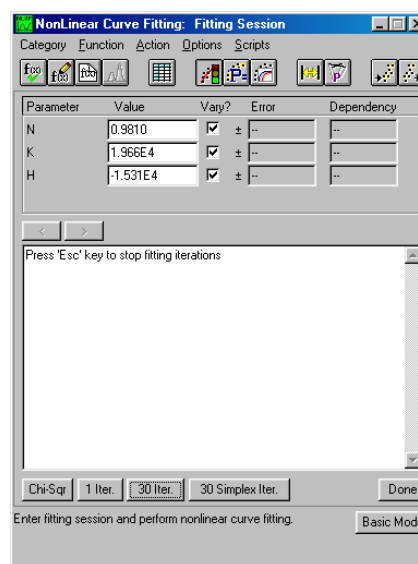 NonLinear Curve Fitting: Fitting Session
Category Function Action Options Scripts
Parameter Value Vary? Error Dependency
N 0.9810 ± -- --
K 1.966E4 ± -- --
H -1.531E4 ± -- --
< >
Press 'Esc' key to stop fitting iterations
Chi-Sqr 1 Iter. 30 Iter. 30 Simplex Iter. Done
Enter fitting session and perform nonlinear curve fitting. Basic Mod